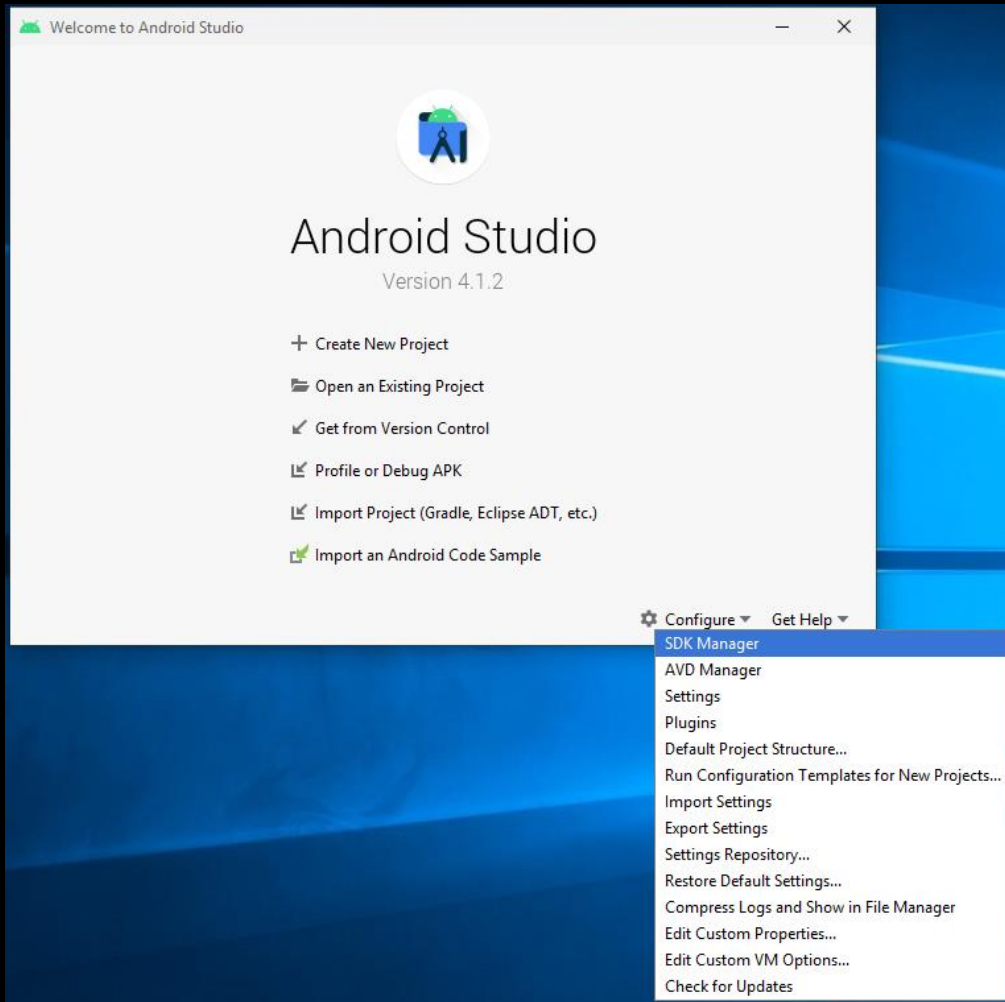 Welcome to Android Studio
Android Studio
Version 4.1.2
Create New Project
Open an Existing Project
Get from Version Control
Profile or Debug APK
Import Project (Gradle, Eclipse ADT, etc.)
Import an Android Code Sample
Configure Get Help
SDK Manager
AVD Manager
Settings
Plugins
Default Project Structure...
Run Configuration Templates for New Projects...
Import Settings
Export Settings
Settings Repository...
Restore Default Settings...
Compress Logs and Show in File Manager
Edit Custom Properties...
Edit Custom VM Options...
Check for Updates